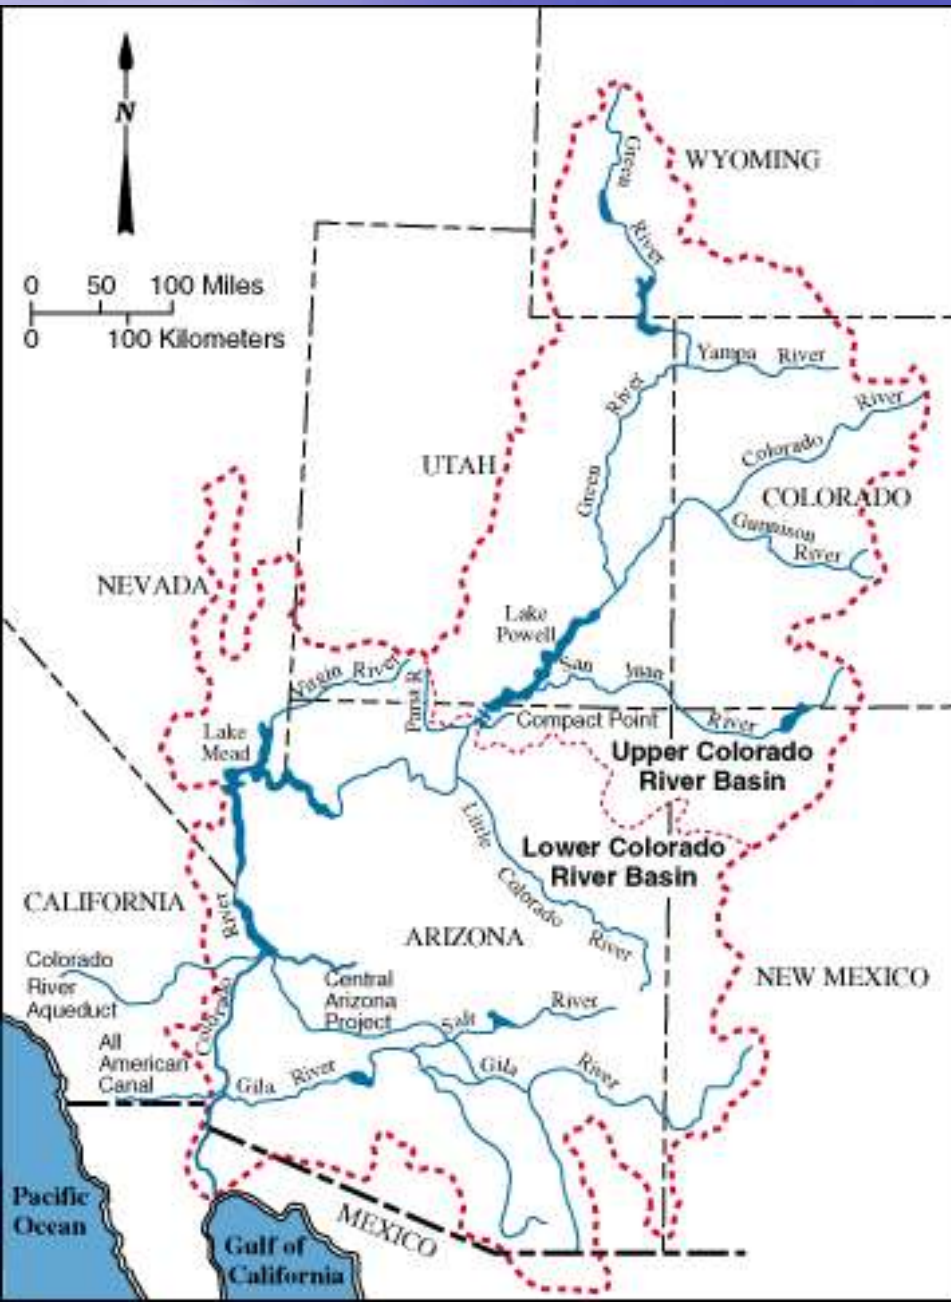 N
WYOMING
Green
River
0 50 100 Miles
0 100 Kilometers
Yampa River
River
Green
UTAH
Colorado River
COLORADO
Gunnison
River
NEVADA
Lake
Powell
San Juan
River
Virgin River
Paria R
Compact Point
Lake
Mead
Upper Colorado
River Basin
Little
Colorado
River
Lower Colorado
River Basin
CALIFORNIA
River
Colorado
ARIZONA
NEW MEXICO
Colorado
River
Aqueduct
Central
Arizona
Project
Salt River
All
American
Canal
Gila River
Gila River
MEXICO
Pacific
Ocean
Gulf of
California